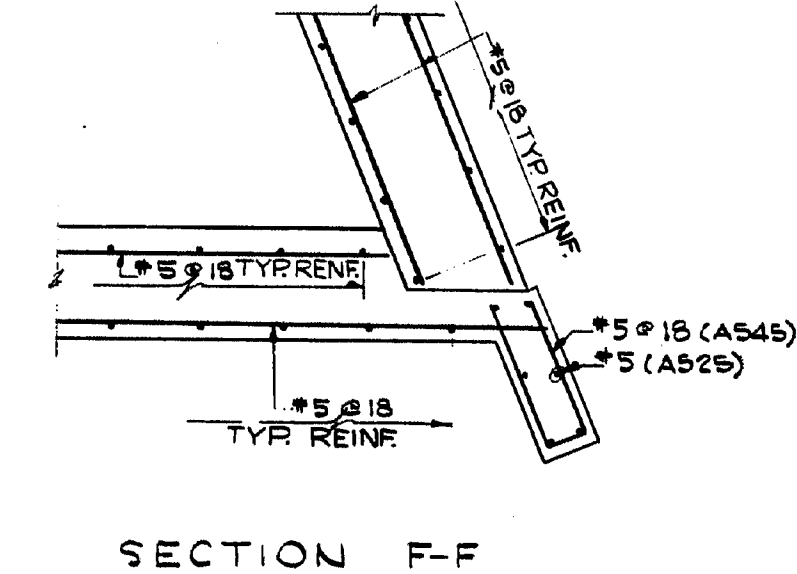 #5@18 TYP. REINF.
#5@18 TYP. RENF.
#5@18 (A545)
#5 (A525)
#5@18
TYP. REINF.
SECTION F-F